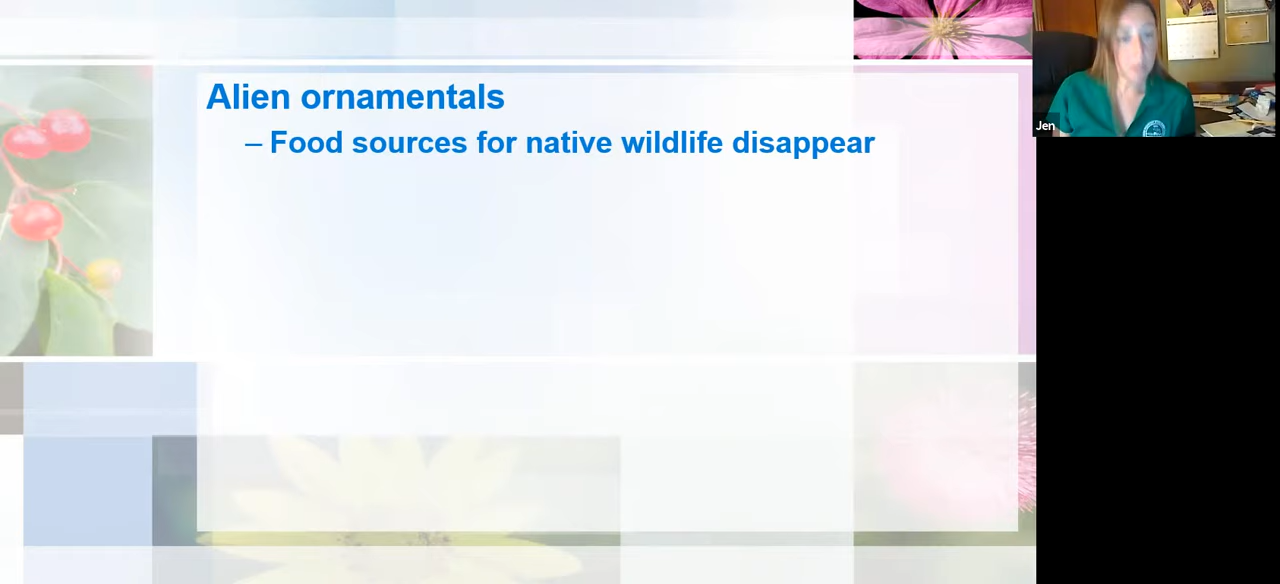 Alien ornamentals
– Food sources for native wildlife disappear
Jen